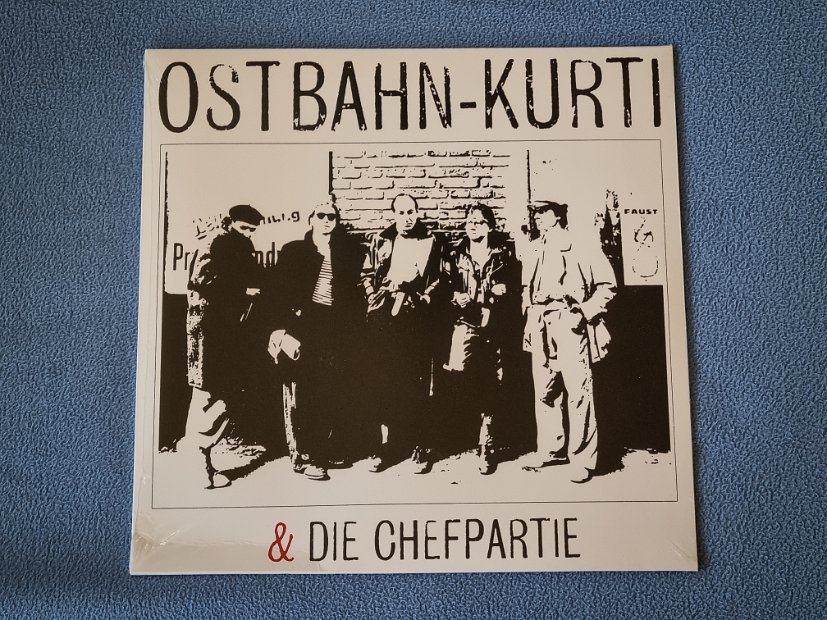 OSTBAHN-KURTI
FAUST
& DIE CHEFPARTIE